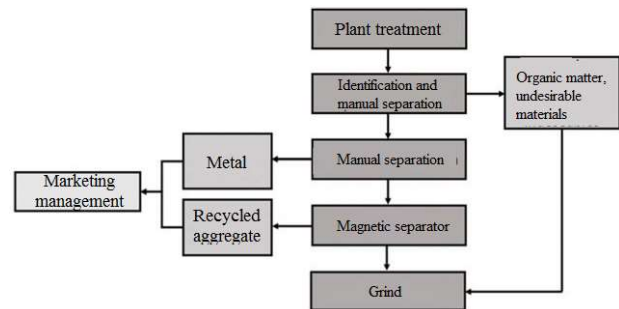 Plant treatment
Identification and
manual separation
Organic matter,
undesirable
materials
Metal
Manual separation
Marketing
management
Recycled
aggregate
Magnetic separator
Grind